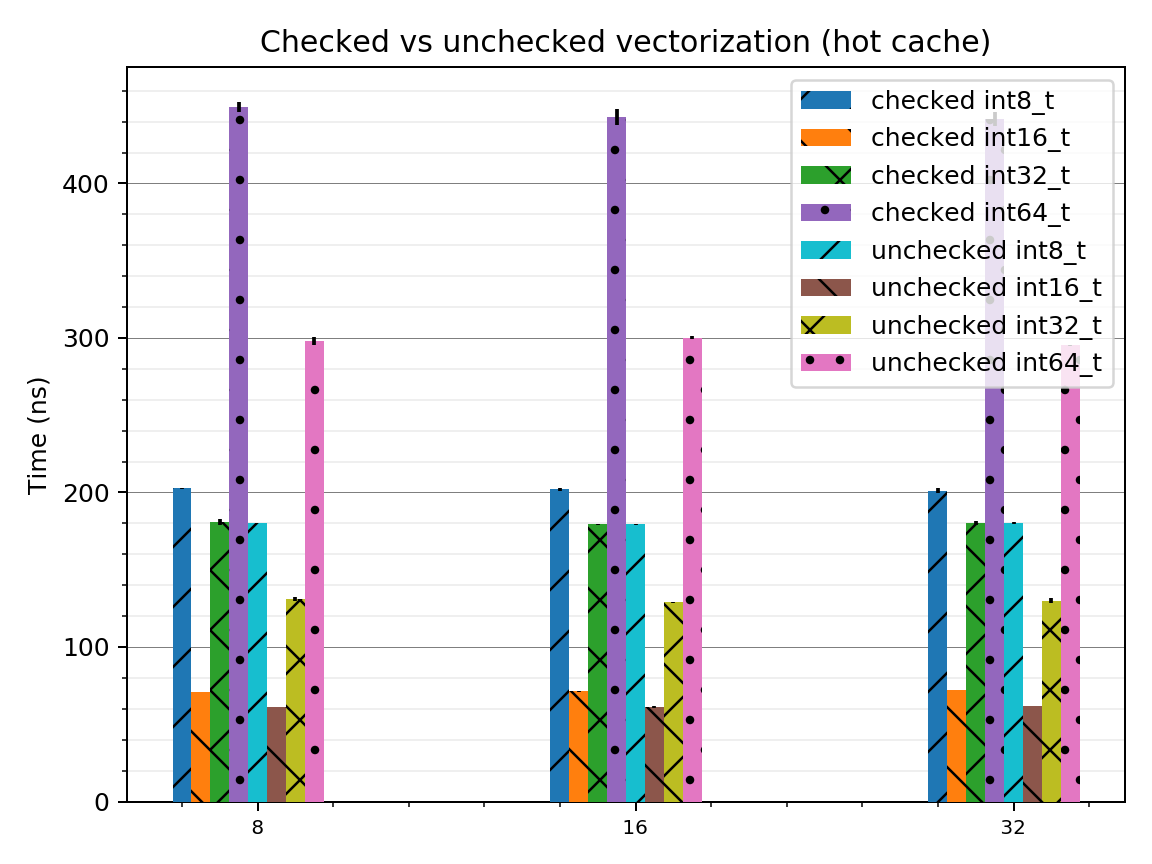 Checked vs unchecked vectorization (hot cache)
checked int8_t
checked int16_t
checked int32_t
checked int64_t
unchecked int8_t
unchecked int16_t
unchecked int32_t
unchecked int64_t
Time (ns)
400
300
200
100
0
8
16
32